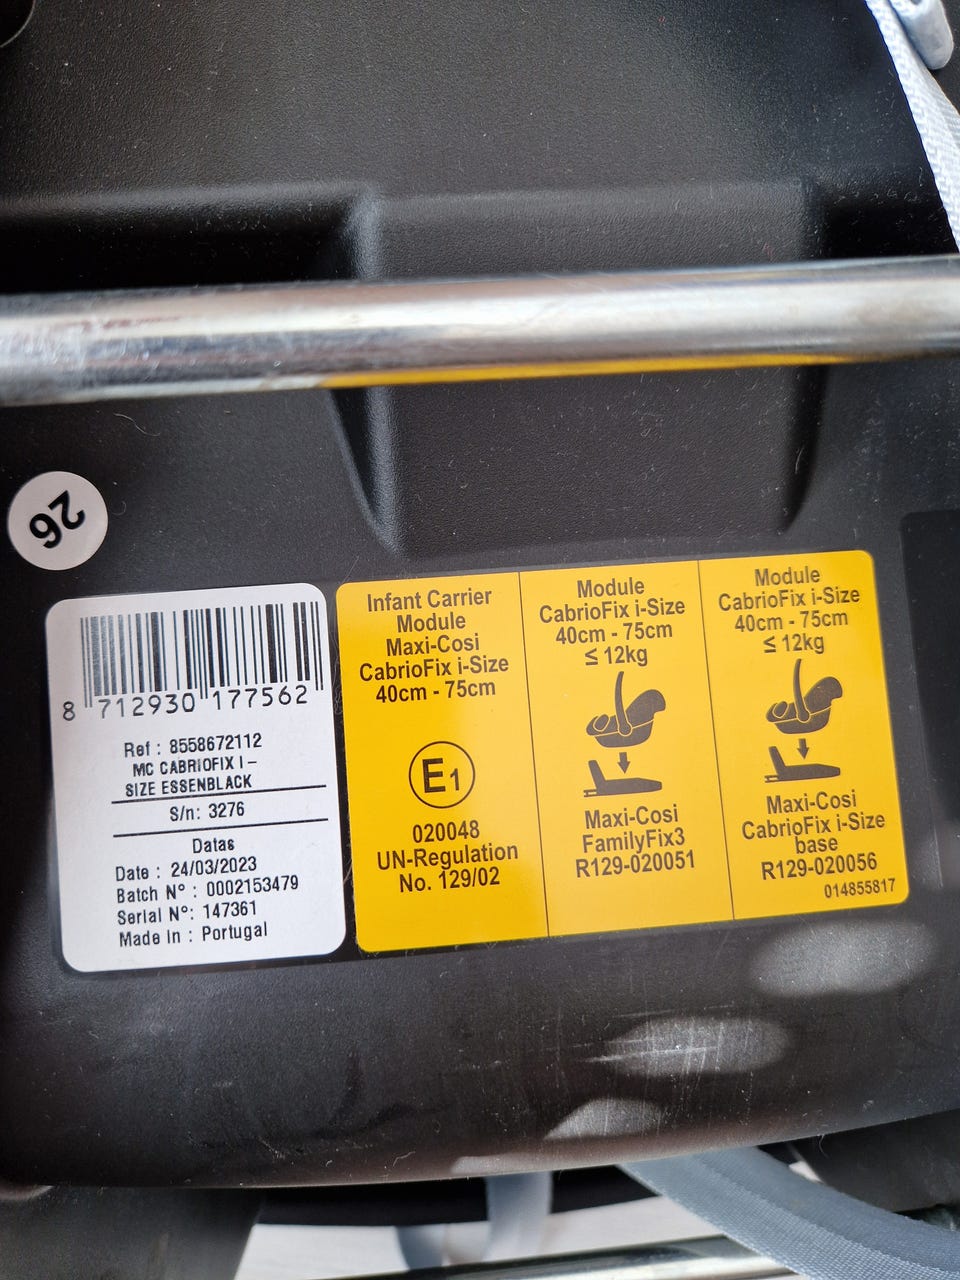 26
8 712930 177562
Ref : 8558672112
MC CABRIOFIX I-
SIZE ESSENBLACK
S/n: 3276
Datas
Date : 24/03/2023
Batch Nº : 0002153479
Serial Nº: 147361
Made In : Portugal
Infant Carrier
Module
Maxi-Cosi
CabrioFix i-Size
40cm - 75cm
E1
020048
UN-Regulation
No. 129/02
Module
CabrioFix i-Size
40cm - 75cm
≤ 12kg
Maxi-Cosi
FamilyFix3
R129-020051
Module
CabrioFix i-Size
40cm - 75cm
≤ 12kg
Maxi-Cosi
CabrioFix i-Size
base
R129-020056
014855817